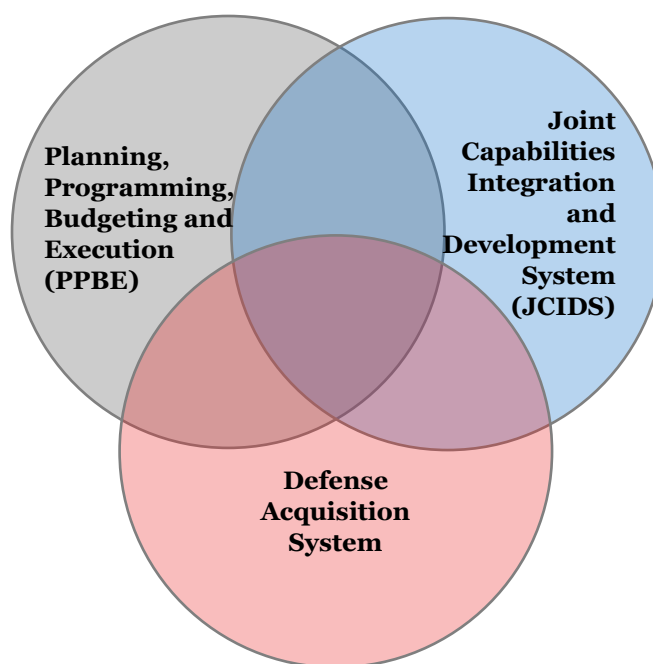 Planning,
Programming,
Budgeting and
Execution
(PPBE)
Joint
Capabilities
Integration
and
Development
System
(JCIDS)
Defense
Acquisition
System